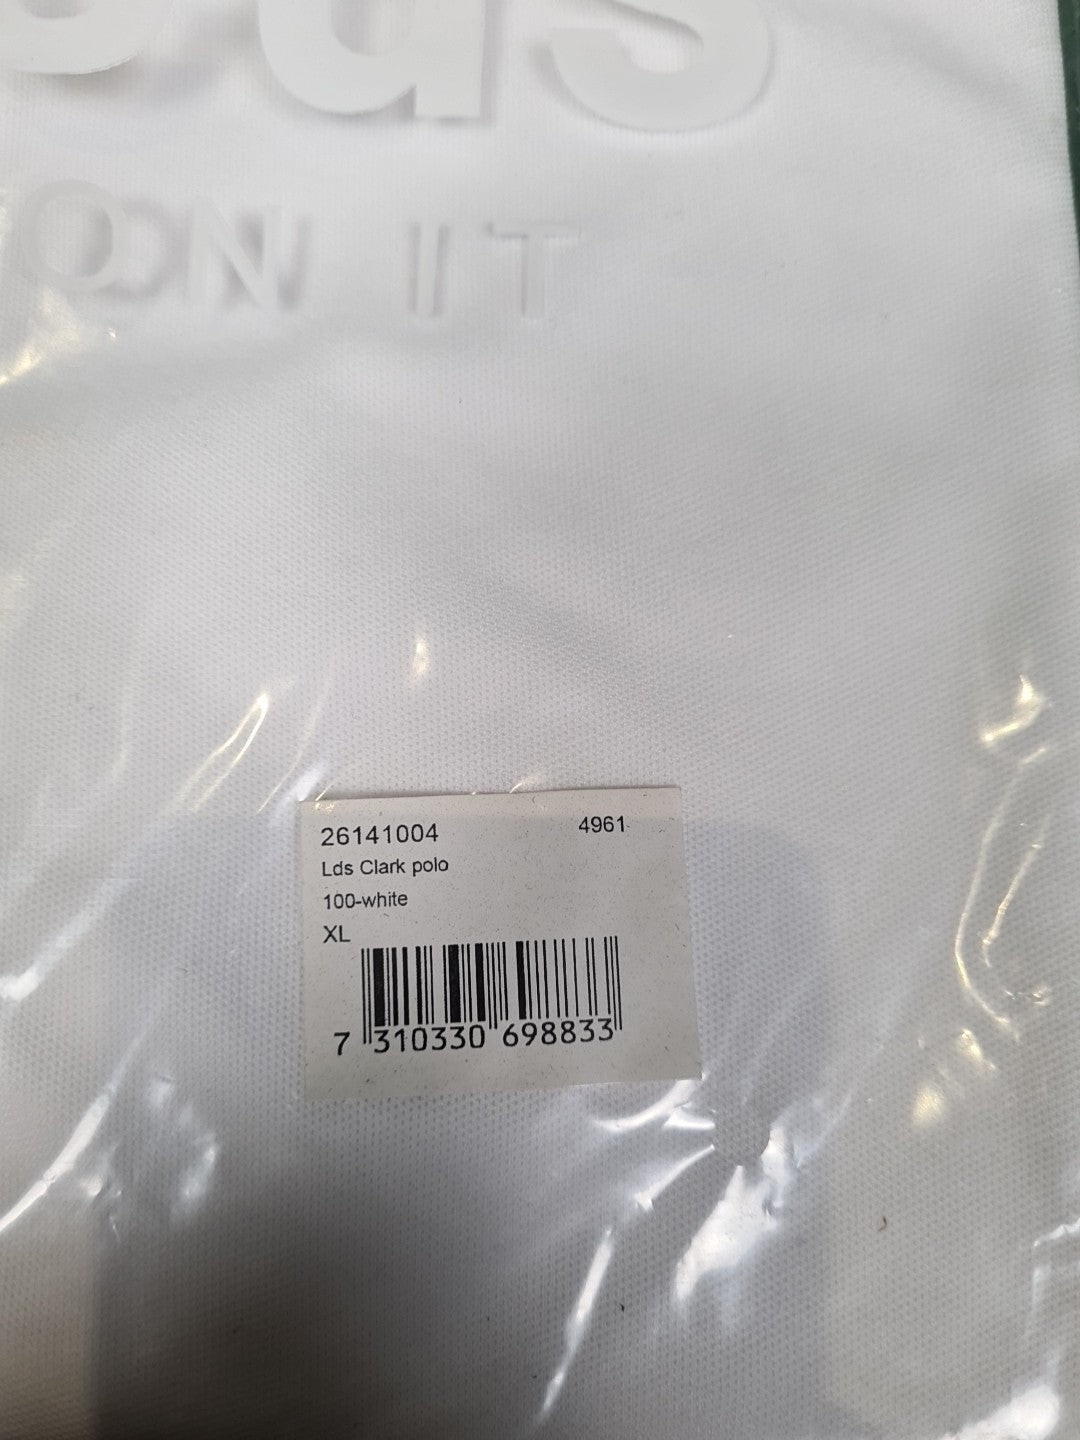 ON IT
26141004 4961
Lds Clark polo
100-white
XL
7 310330 698833